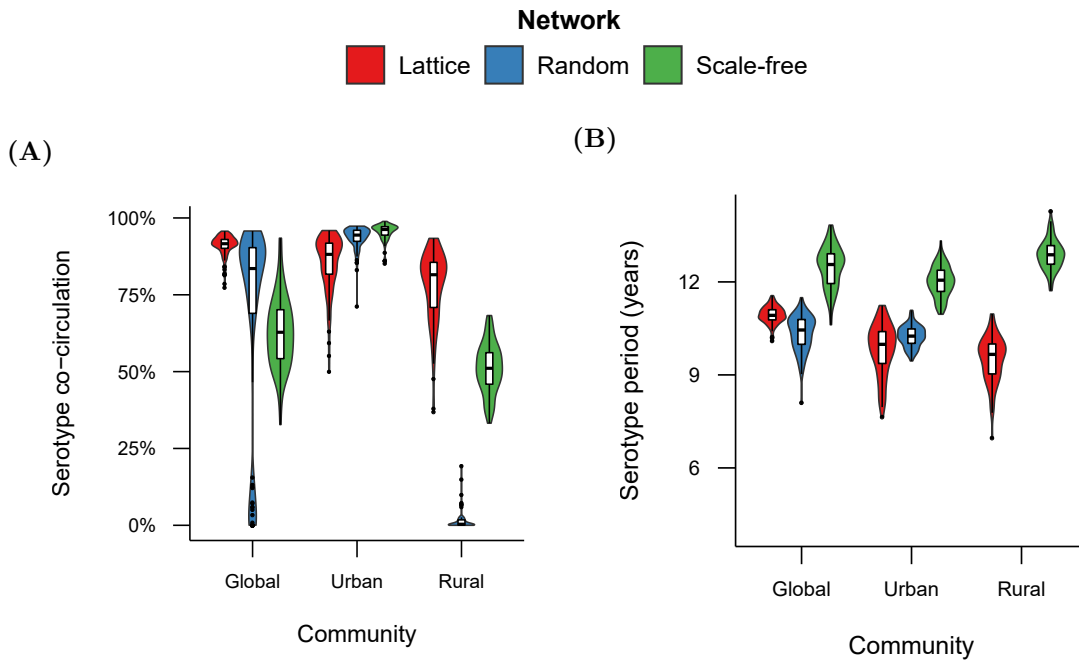 Network
Lattice Random Scale-free
(A)
Serotype co−circulation
100%
75%
50%
25%
0%
Global Urban Rural
Community
(B)
Serotype period (years)
12
9
6
Global Urban Rural
Community